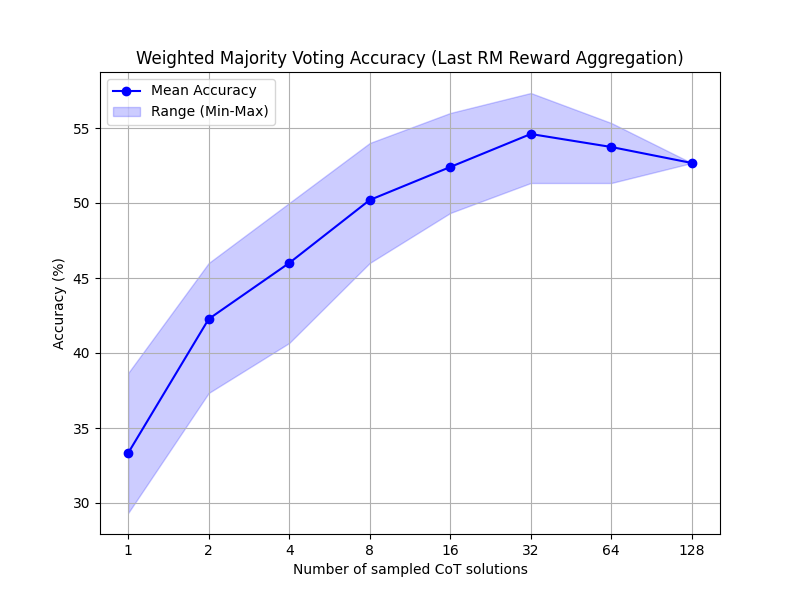 Weighted Majority Voting Accuracy (Last RM Reward Aggregation)
Mean Accuracy
Range (Min-Max)
Accuracy (%)
55
50
45
40
35
30
1 2 4 8 16 32 64 128
Number of sampled CoT solutions